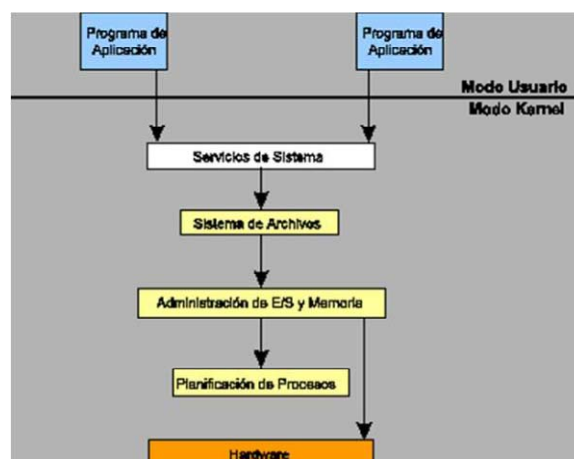 Programa de
Aplicación
Programa de
Aplicación
Modo Usuario
Modo Kernel
Servicios de Sistema
Sistema de Archivos
Administración de E/S y Memoria
Planificación de Procesos
Hardware